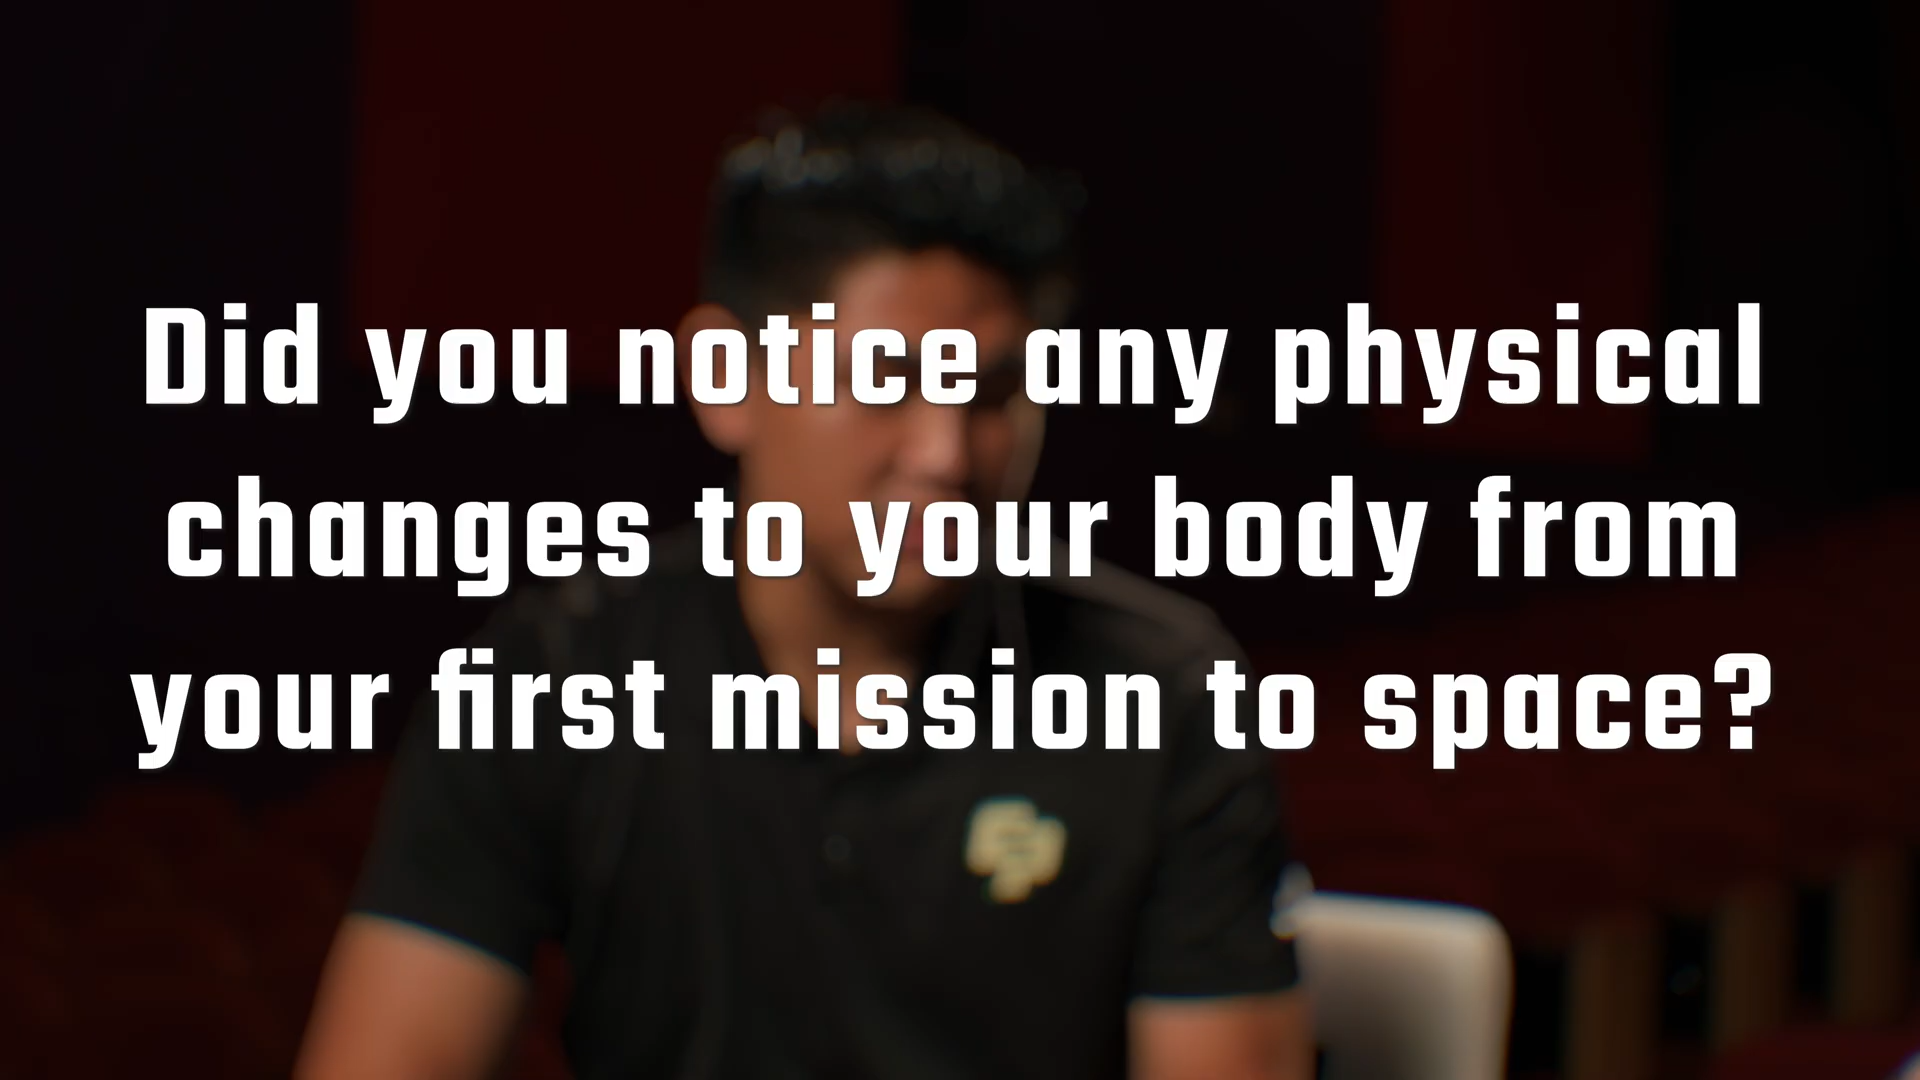 Did you notice any physical
changes to your body from
your first mission to space?